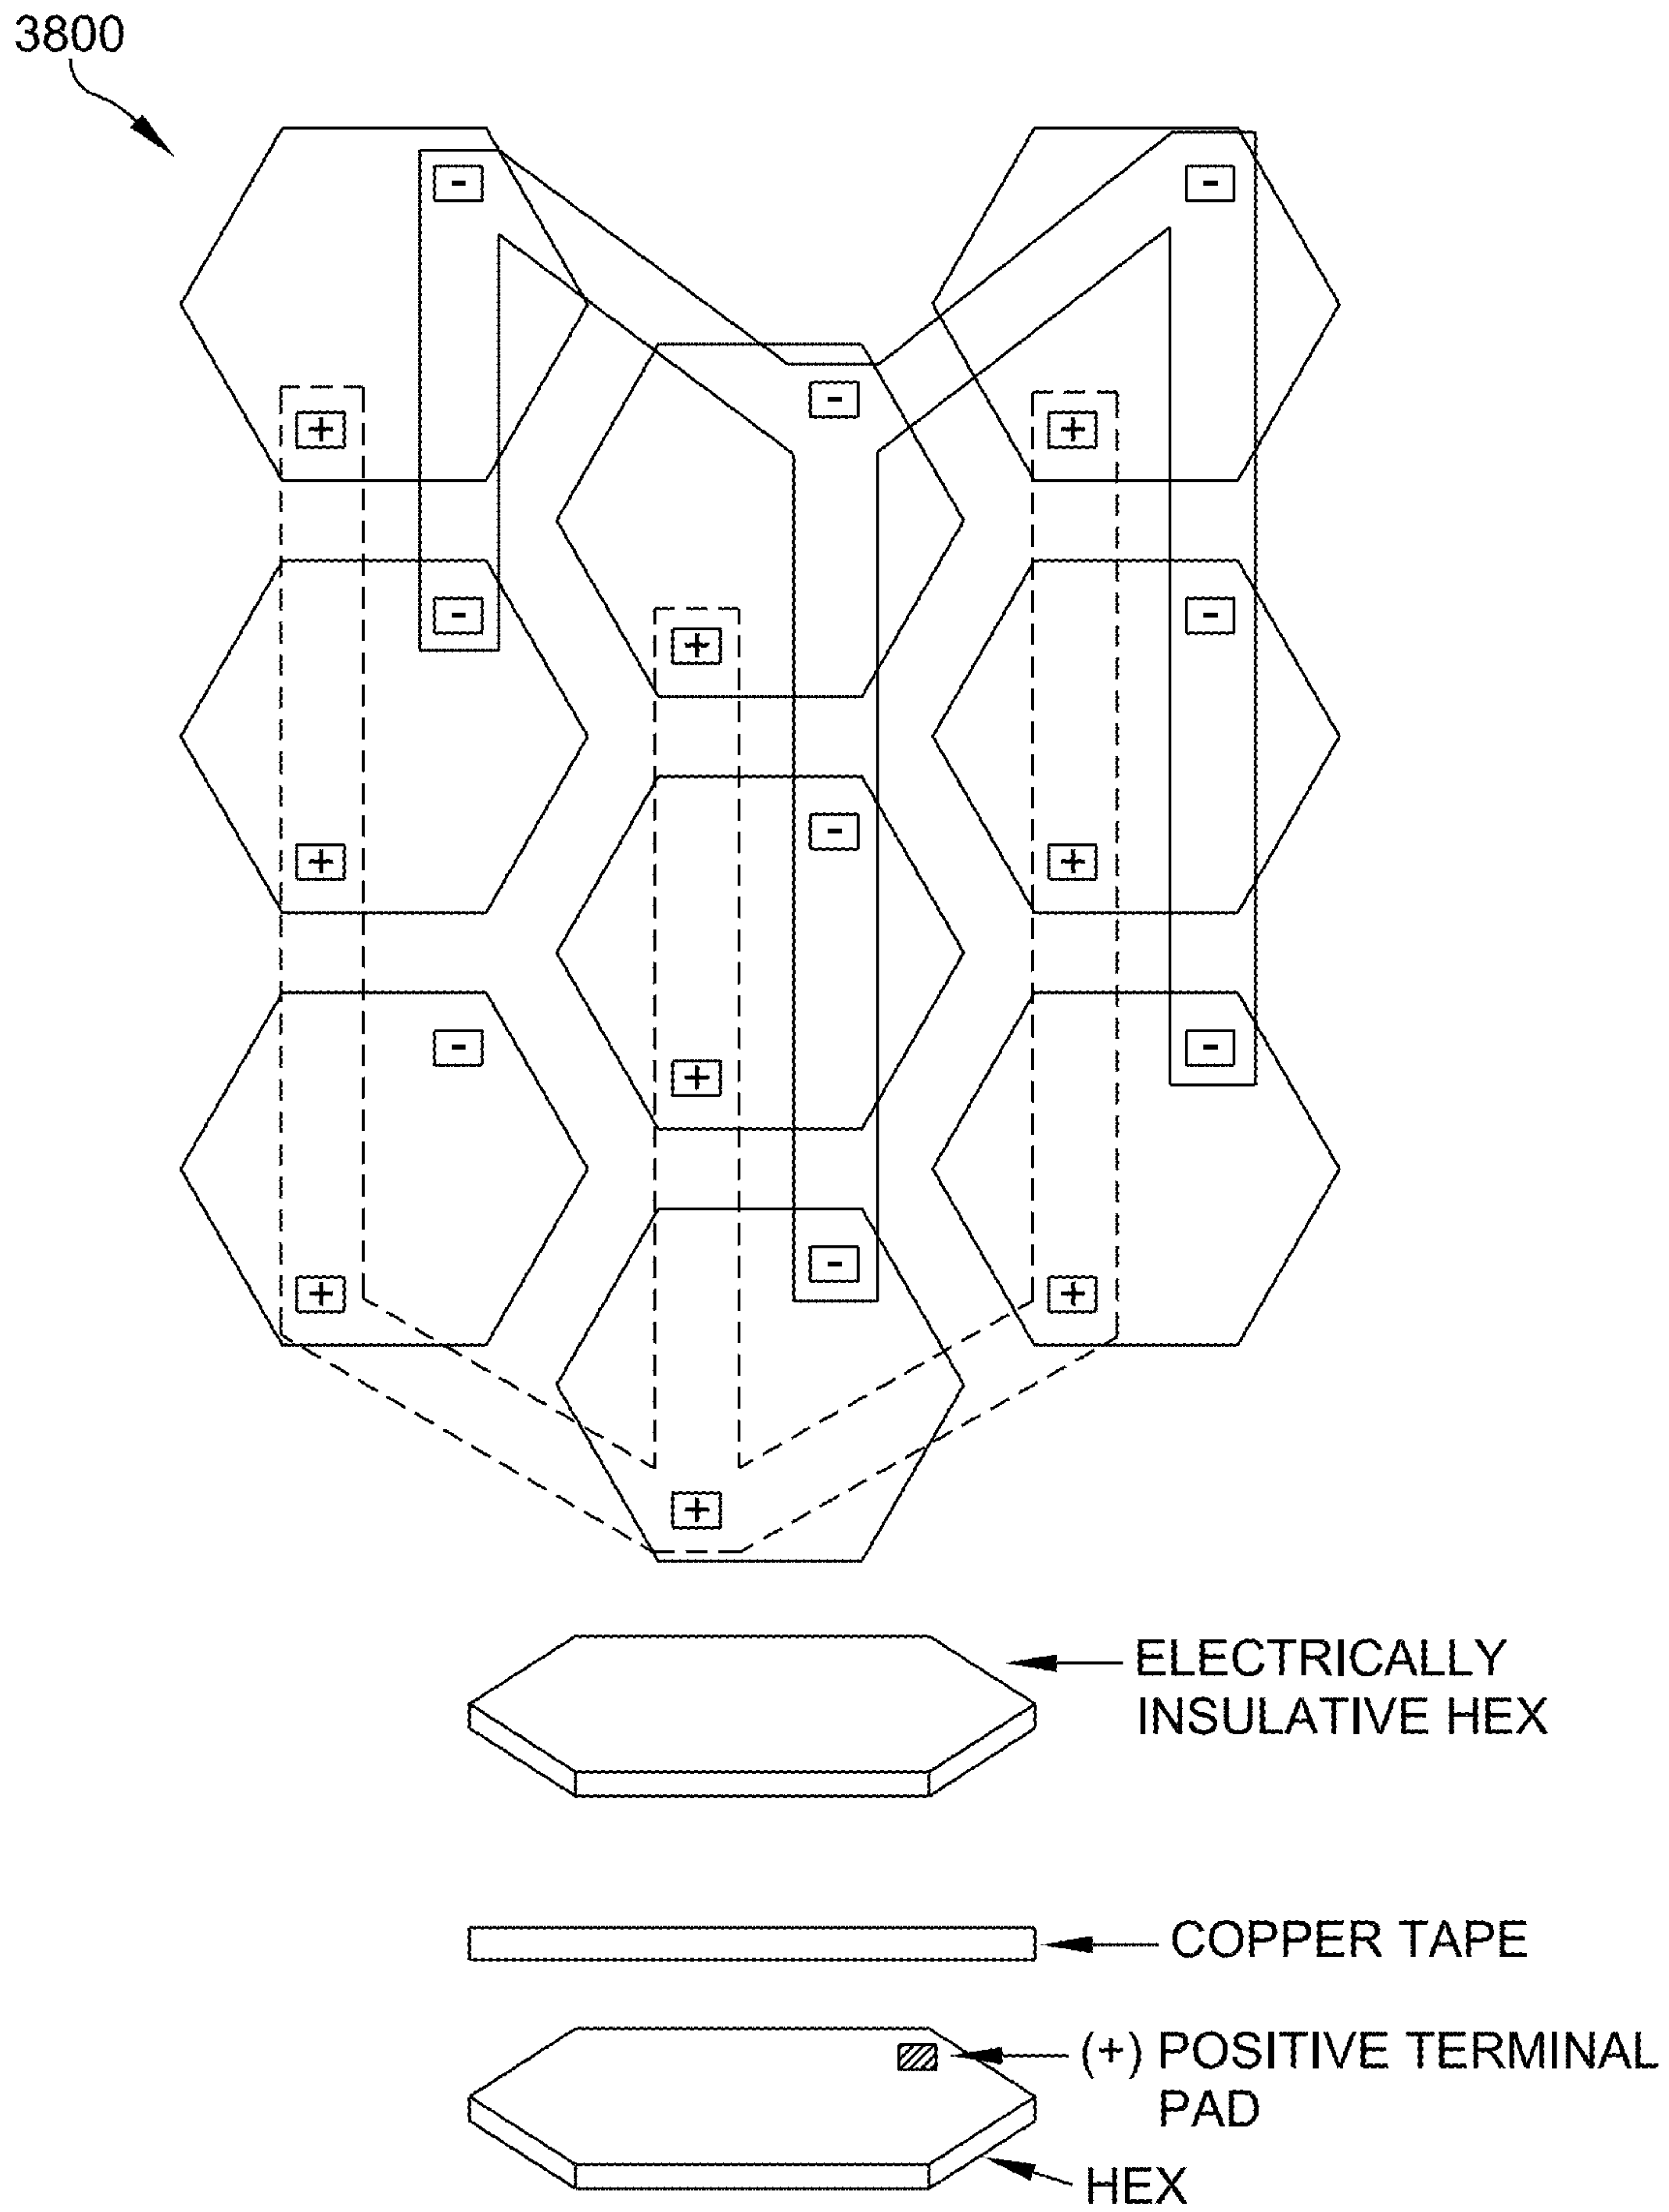 3800
- -
-
+ +
- -
+
-
+ +
- -
+
-
+ +
+
ELECTRICALLY
INSULATIVE HEX
COPPER TAPE
(+) POSITIVE TERMINAL
PAD
HEX